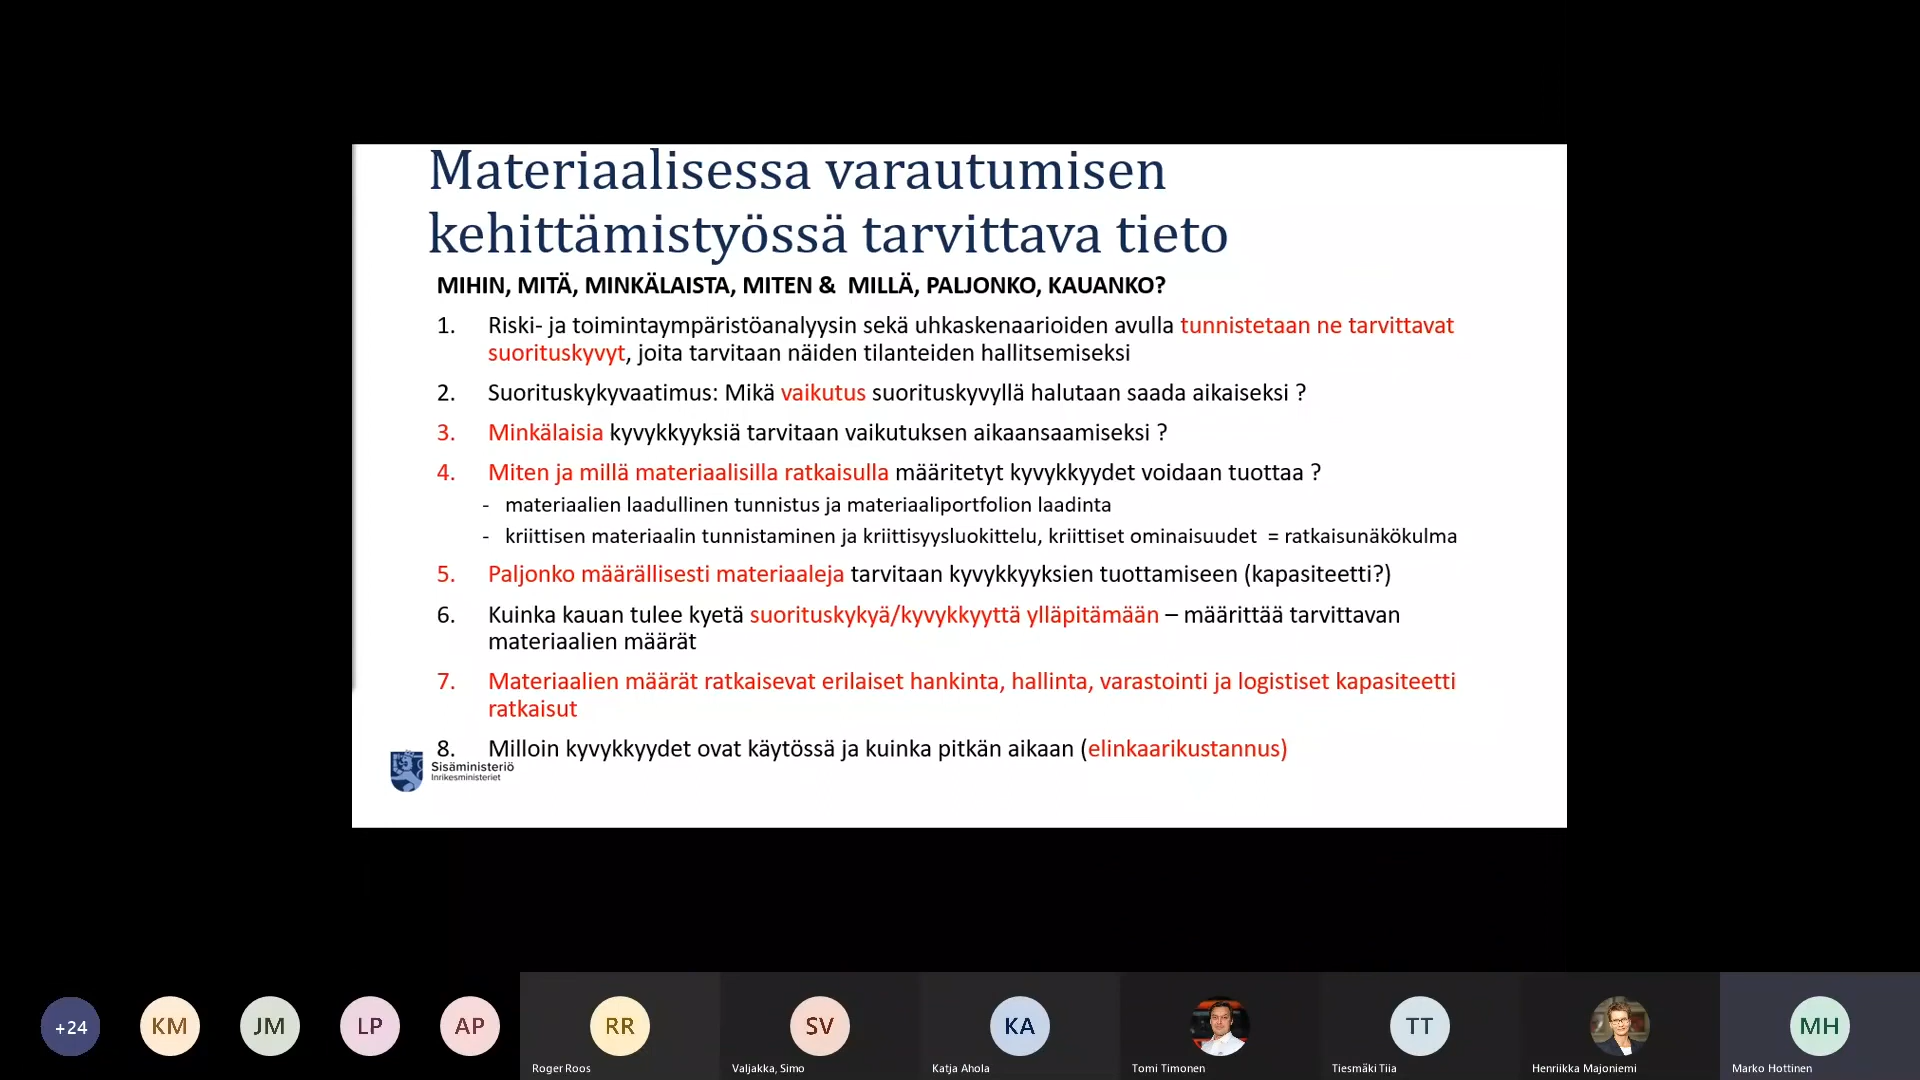 Materiaalisessa varautumisen
kehittämistyössä tarvittava tieto
MIHIN, MITÄ, MINKÄLAISTA, MITEN & MILLÄ, PALJONKO, KAUANKO?
1. Riski- ja toimintaympäristöanalyysin sekä uhkaskenaarioiden avulla tunnistetaan ne tarvittavat
suorituskyvyt, joita tarvitaan näiden tilanteiden hallitsemiseksi
2. Suorituskykyvaatimus: Mikä vaikutus suorituskyvyllä halutaan saada aikaiseksi ?
3. Minkälaisia kyvykkyyksiä tarvitaan vaikutuksen aikaansaamiseksi ?
4. Miten ja millä materiaalisilla ratkaisulla määritetyt kyvykkyydet voidaan tuottaa ?
- materiaalien laadullinen tunnistus ja materiaaliportfolion laadinta
- kriittisen materiaalin tunnistaminen ja kriittisyysluokittelu, kriittiset ominaisuudet = ratkaisunäkökulma
5. Paljonko määrällisesti materiaaleja tarvitaan kyvykkyyksien tuottamiseen (kapasiteetti?)
6. Kuinka kauan tulee kyetä suorituskykyä/kyvykkyyttä ylläpitämään – määrittää tarvittavan
materiaalien määrät
7. Materiaalien määrät ratkaisevat erilaiset hankinta, hallinta, varastointi ja logistiset kapasiteetti
ratkaisut
8. Milloin kyvykkyydet ovat käytössä ja kuinka pitkän aikaan (elinkaarikustannus)
Sisäministeriö
Inrikesministeriet
+24
KM
JM
LP
AP
RR
SV
KA
TT
MH
Roger Roos
Valjakka, Simo
Katja Ahola
Tomi Timonen
Tiesmäki Tiia
Henriikka Majoniemi
Marko Hottinen